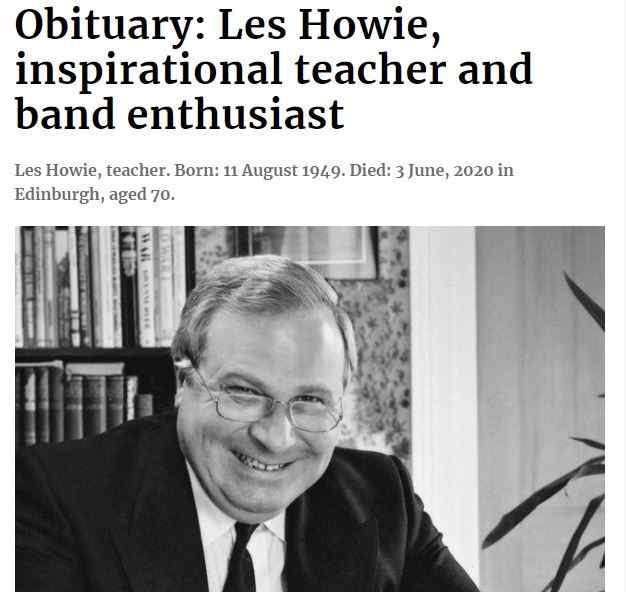 Obituary: Les Howie,
inspirational teacher and
band enthusiast
Les Howie, teacher. Born: 11 August 1949. Died: 3 June, 2020 in
Edinburgh, aged 70.
WAR